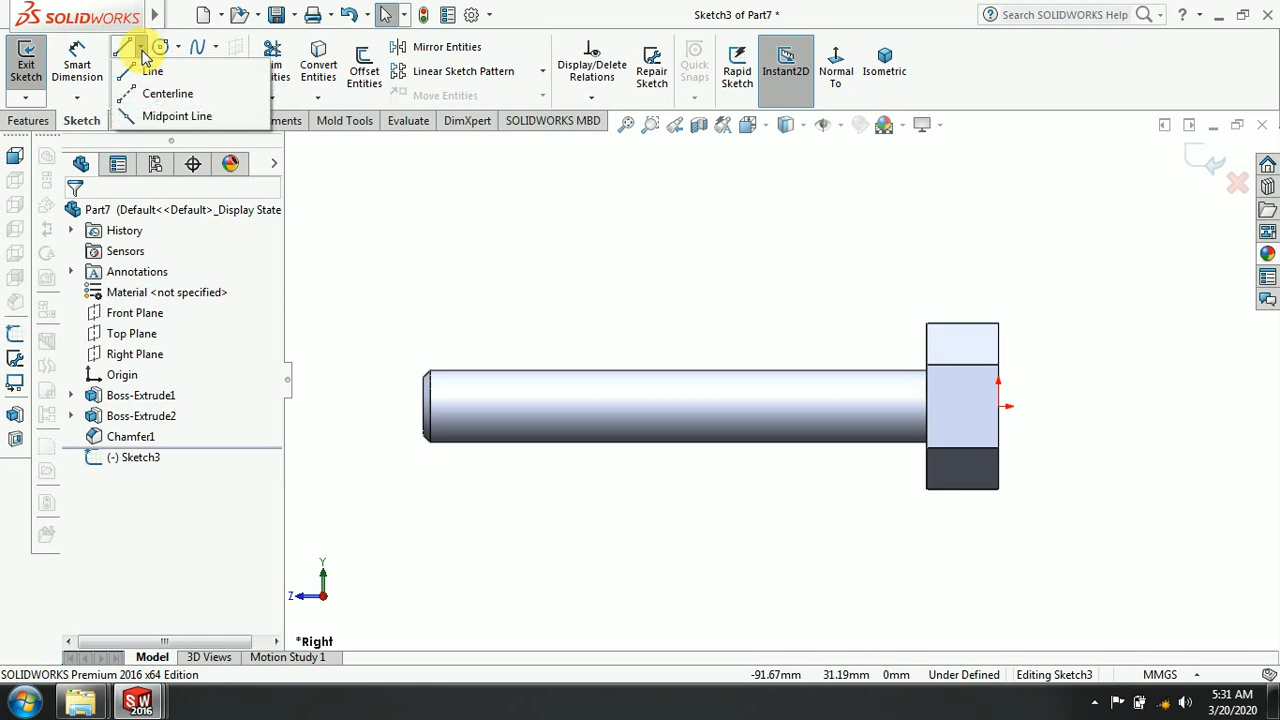 SOLIDWORKS
Sketch3 of Part7 *
Search SOLIDWORKS Help
Exit Sketch
Smart Dimension
Line
Centerline
Midpoint Line
Convert Entities
Offset Entities
Mirror Entities
Linear Sketch Pattern
Move Entities
Display/Delete Relations
Repair Sketch
Quick Snaps
Rapid Sketch
Instant2D
Normal To
Isometric
Features
Sketch
Mold Tools
Evaluate
DimXpert
SOLIDWORKS MBD
Part7 (Default<<Default>_Display State
History
Sensors
Annotations
Material <not specified>
Front Plane
Top Plane
Right Plane
Origin
Boss-Extrude1
Boss-Extrude2
Chamfer1
(-) Sketch3
Y
Z
*Right
Model
3D Views
Motion Study 1
SOLIDWORKS Premium 2016 x64 Edition
-91.67mm
31.19mm
0mm
Under Defined
Editing Sketch3
MMGS
SW
2016
5:31 AM
3/20/2020